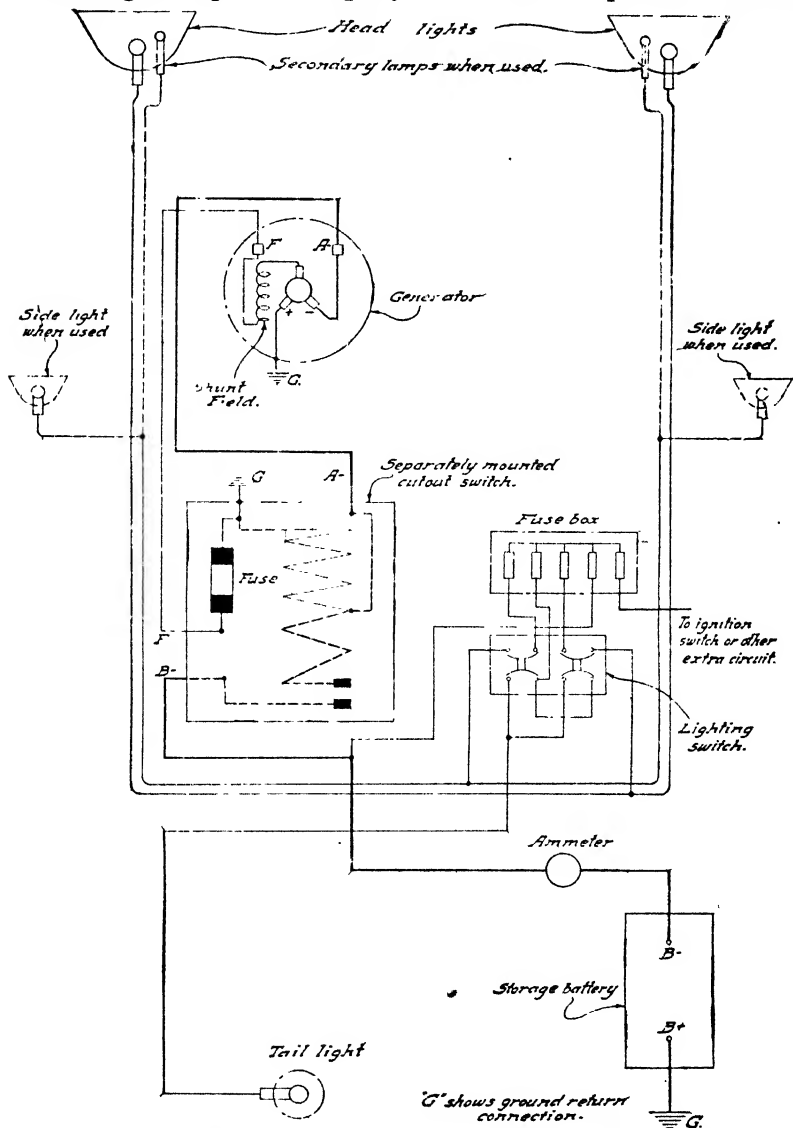 Head lights
Secondary lamps when used.
F
A-
Generator
+ -
G.
Shunt
Field.
Side light
when used
Side light
when used.
G
A-
Separately mounted
cutout switch.
Fuse box
Fuse
To ignition
switch or other
extra circuit.
F
B-
Lighting
switch.
Ammeter
B-
Storage battery
B+
Tail light
"G" shows ground return
connection.
G.